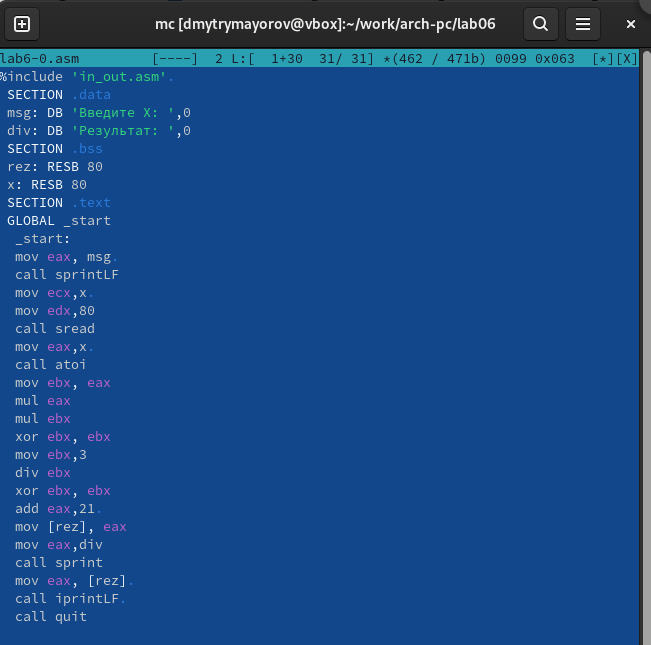 mc [dmytrymayorov@vbox]:~/work/arch-pc/lab06
lab6-0.asm [----] 2 L:[ 1+30 31/ 31] *(462 / 471b) 0099 0x063 [*][X]
%include 'in_out.asm'.
SECTION .data
msg: DB 'Введите X: ',0
div: DB 'Результат: ',0
SECTION .bss
rez: RESB 80
x: RESB 80
SECTION .text
GLOBAL _start
_start:
mov eax, msg.
call sprintLF
mov ecx,x.
mov edx,80
call sread
mov eax,x.
call atoi
mov ebx, eax
mul eax
mul ebx
xor ebx, ebx
mov ebx,3
div ebx
xor ebx, ebx
add eax,21.
mov [rez], eax
mov eax,div
call sprint
mov eax, [rez].
call iprintLF.
call quit